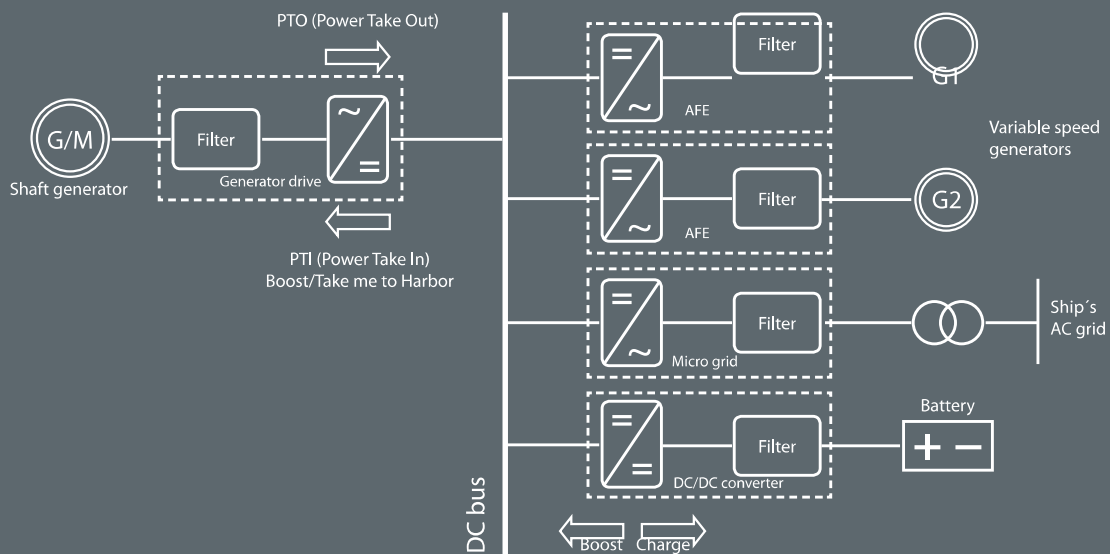 PTO (Power Take Out)
G/M
Shaft generator
Filter
Generator drive
PTI (Power Take In)
Boost/Take me to Harbor
DC bus
Filter
AFE
G1
Variable speed
generators
Filter
AFE
G2
Filter
Micro grid
Ship´s
AC grid
Filter
DC/DC converter
Battery
Boost
Charge